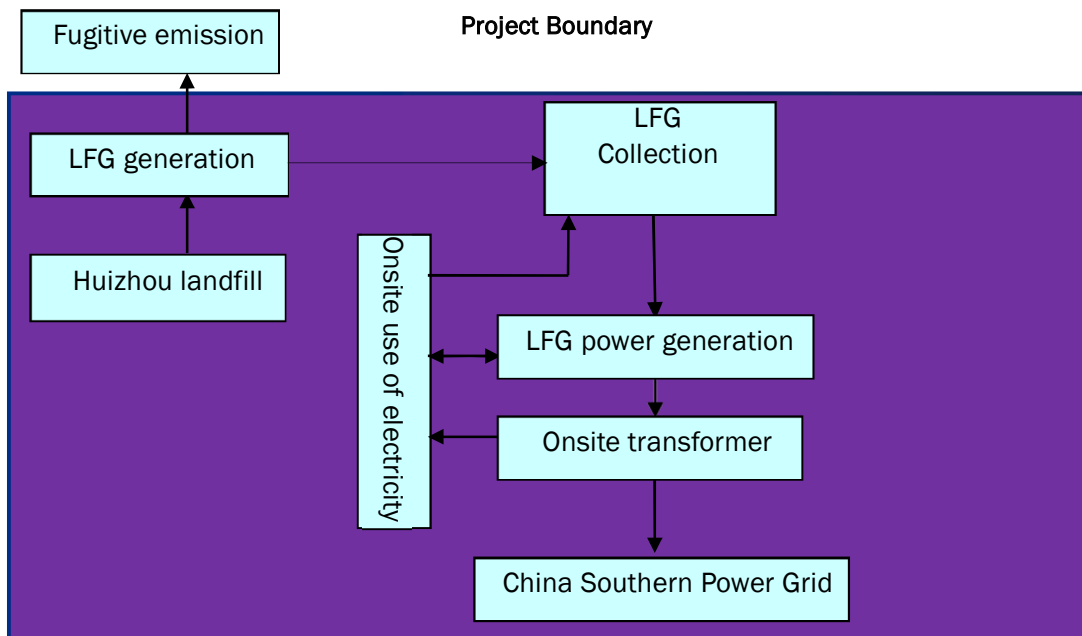 Project Boundary
Fugitive emission
LFG
Collection
LFG generation
Huizhou landfill
Onsite use of electricity
LFG power generation
Onsite transformer
China Southern Power Grid